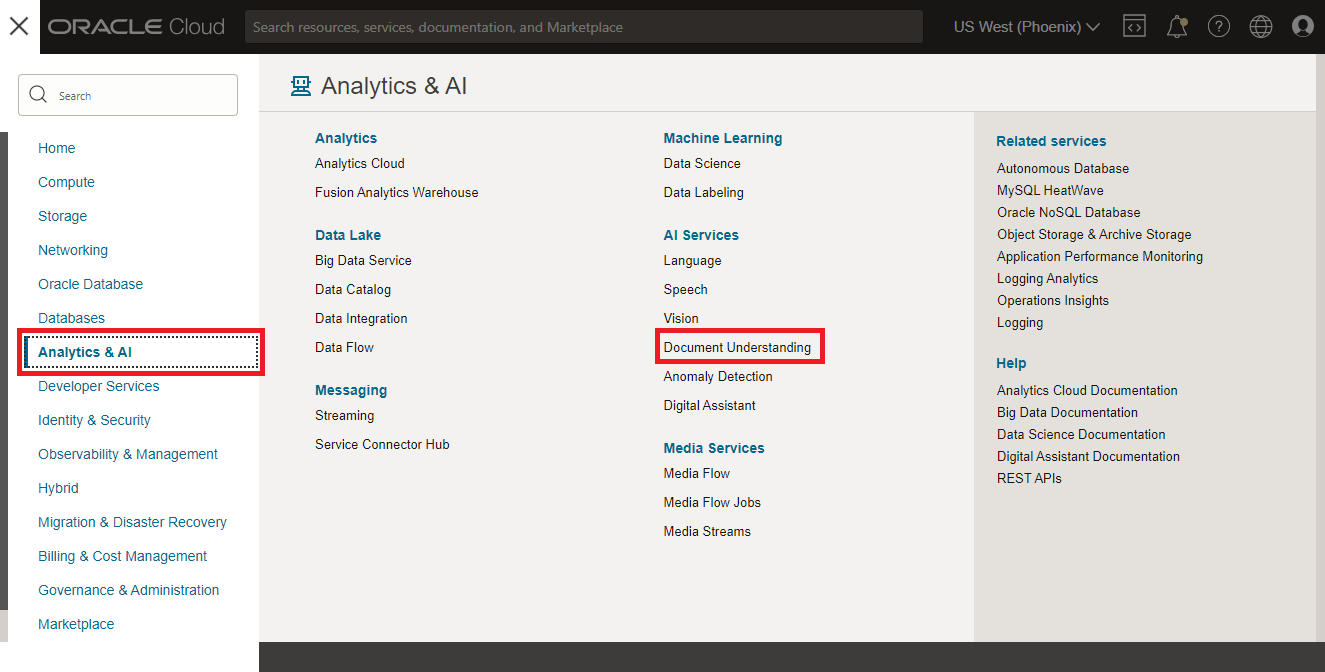 ORACLE Cloud
Search resources, services, documentation, and Marketplace
US West (Phoenix)
Search
Home
Compute
Storage
Networking
Oracle Database
Databases
Analytics & AI
Developer Services
Identity & Security
Observability & Management
Hybrid
Migration & Disaster Recovery
Billing & Cost Management
Governance & Administration
Marketplace
Analytics & AI
Analytics
Analytics Cloud
Fusion Analytics Warehouse
Data Lake
Big Data Service
Data Catalog
Data Integration
Data Flow
Messaging
Streaming
Service Connector Hub
Machine Learning
Data Science
Data Labeling
AI Services
Language
Speech
Vision
Document Understanding
Anomaly Detection
Digital Assistant
Media Services
Media Flow
Media Flow Jobs
Media Streams
Related services
Autonomous Database
MySQL HeatWave
Oracle NoSQL Database
Object Storage & Archive Storage
Application Performance Monitoring
Logging Analytics
Operations Insights
Logging
Help
Analytics Cloud Documentation
Big Data Documentation
Data Science Documentation
Digital Assistant Documentation
REST APIs